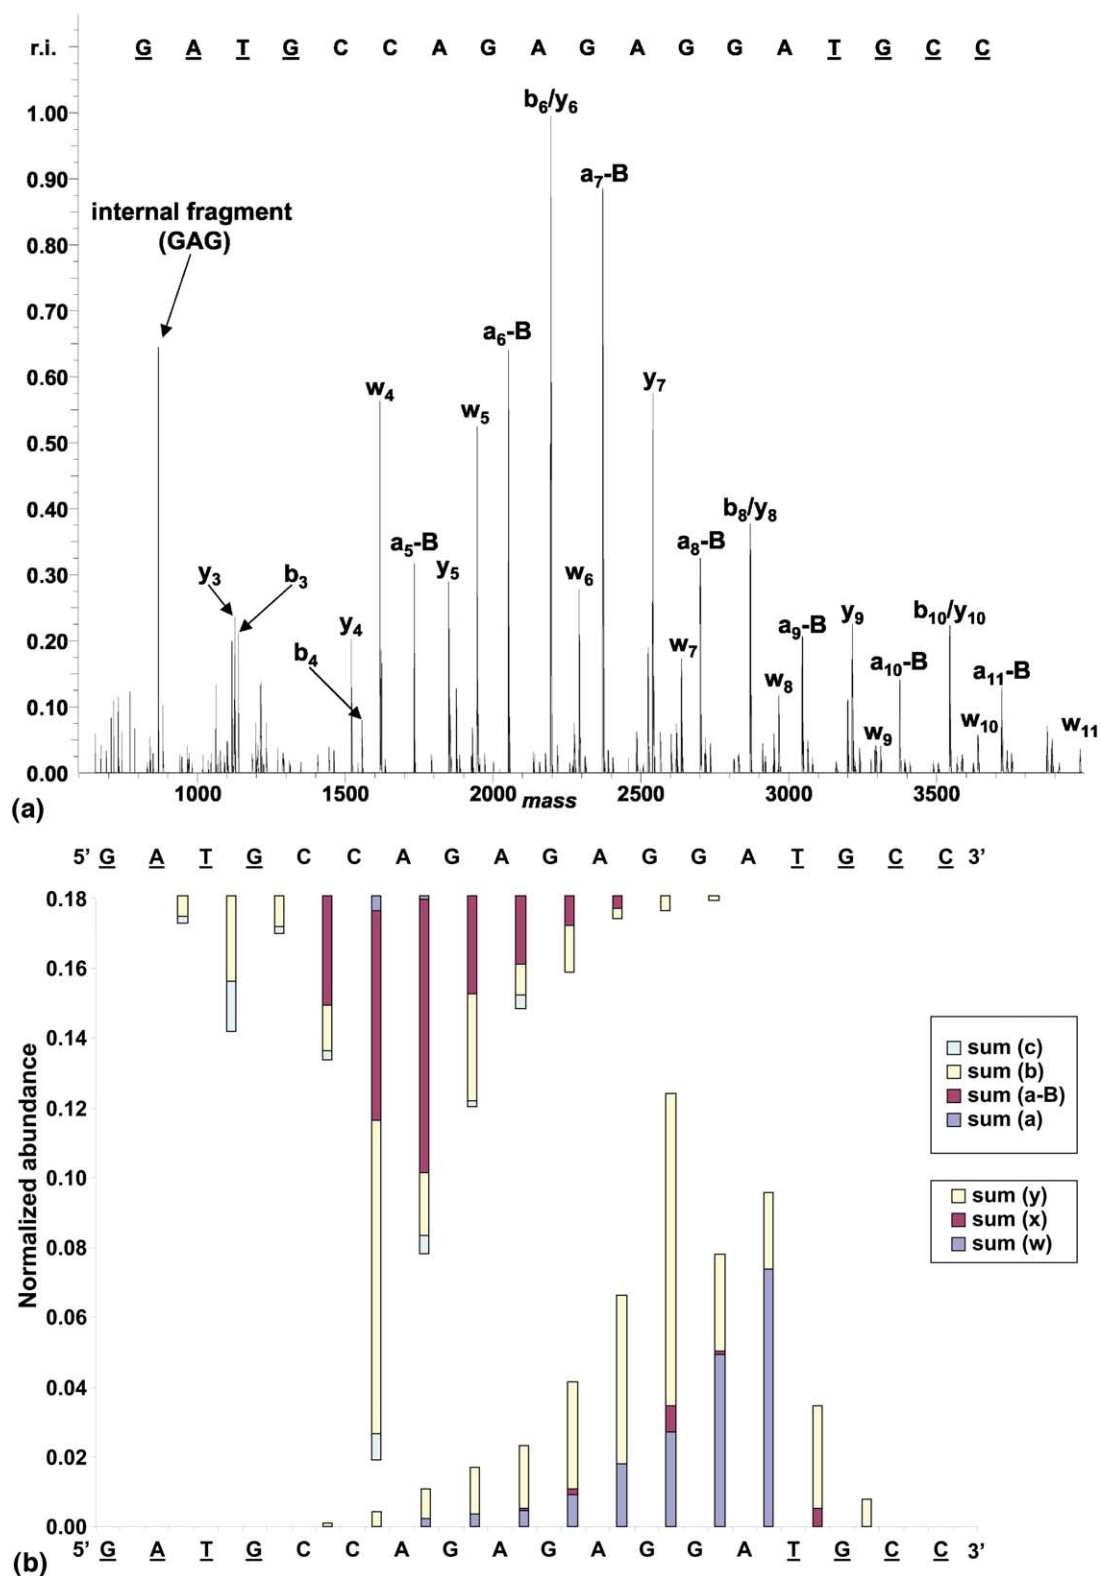 r.i. G A T G C C A G A G A G G A T G C C
b6/y6
1.00
a7-B
0.90
internal fragment
(GAG)
0.80
0.70
a6-B
0.60
w4
y7
w5
0.50
b8/y8
0.40
a5-B
a8-B
y5
y3
b3
w6
0.30
y4
a9-B
y9
b10/y10
0.20
b4
w7
a10-B
a11-B
w8
0.10
w9
w10
w11
0.00
1000 1500 2000 2500 3000 3500
mass
(a)
5’ G A T G C C A G A G A G G A T G C C 3’
0.18
0.16
0.14
0.12
0.10
0.08
0.06
0.04
0.02
0.00
Normalized abundance
sum (c)
sum (b)
sum (a-B)
sum (a)
sum (y)
sum (x)
sum (w)
(b)
5’ G A T G C C A G A G A G G A T G C C 3’